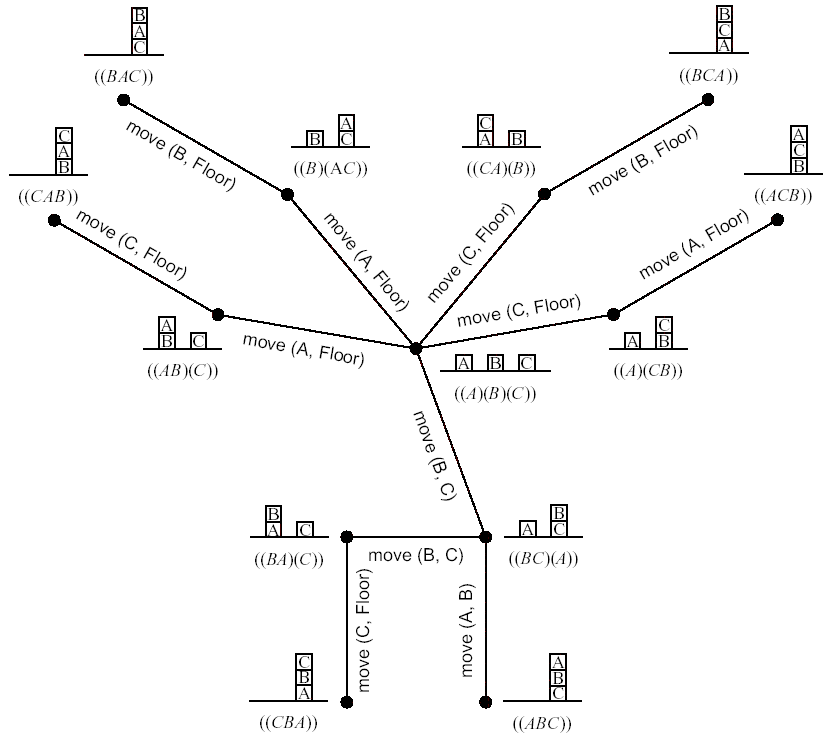 B
A
C
((BAC))
B
C
A
((BCA))
move (B, Floor)
B
A
C
((B)(AC))
C
A
B
((CA)(B))
move (B, Floor)
C
A
B
((CAB))
A
C
B
((ACB))
move (C, Floor)
move (A, Floor)
move (C, Floor)
move (A, Floor)
A
B
C
((AB)(C))
move (A, Floor)
move (C, Floor)
A
C
B
((A)(CB))
A B C
((A)(B)(C))
move (B, C)
B
A
C
((BA)(C))
move (B, C)
A
B
C
((BC)(A))
move (C, Floor)
move (A, B)
C
B
A
((CBA))
A
B
C
((ABC))